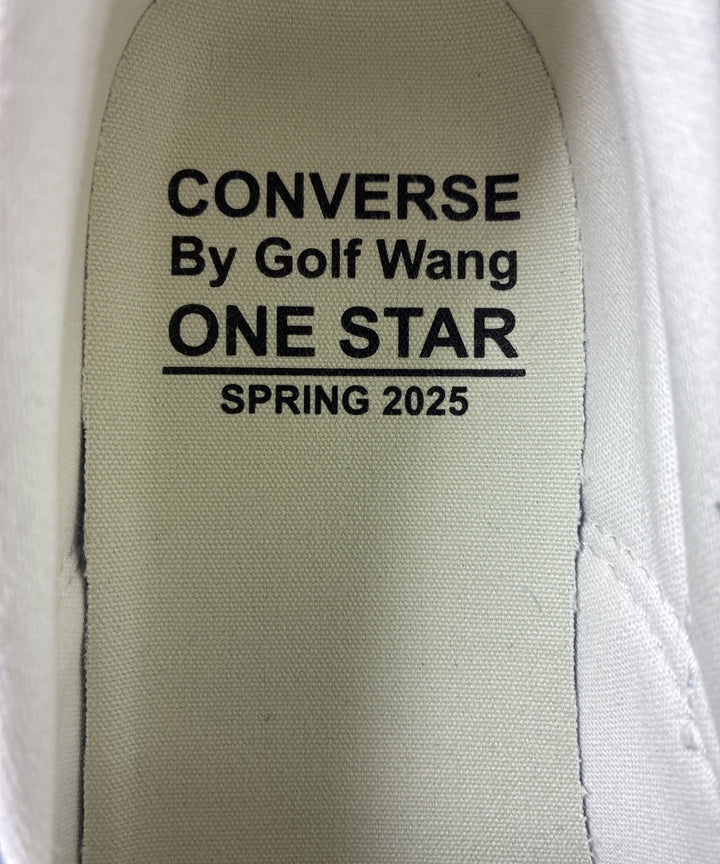 CONVERSE
By Golf Wang
ONE STAR
SPRING 2025